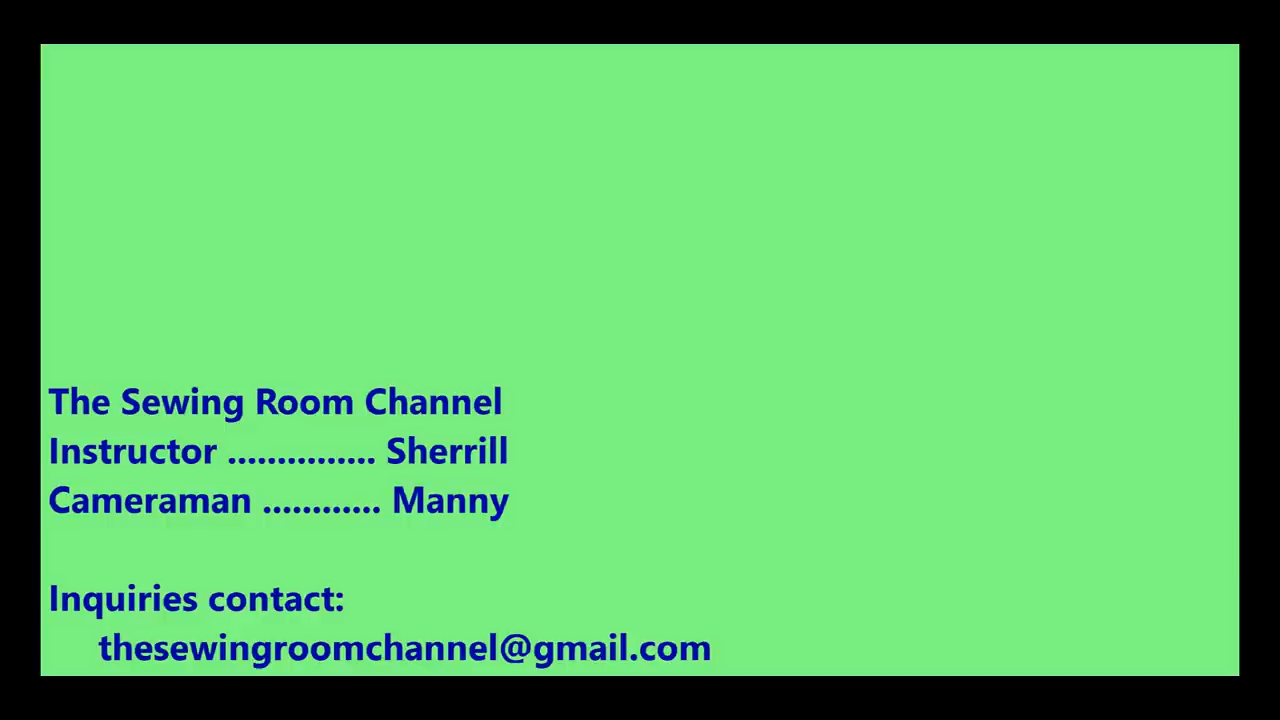 The Sewing Room Channel
Instructor ............... Sherrill
Cameraman ............ Manny
Inquiries contact:
thesewingroomchannel@gmail.com